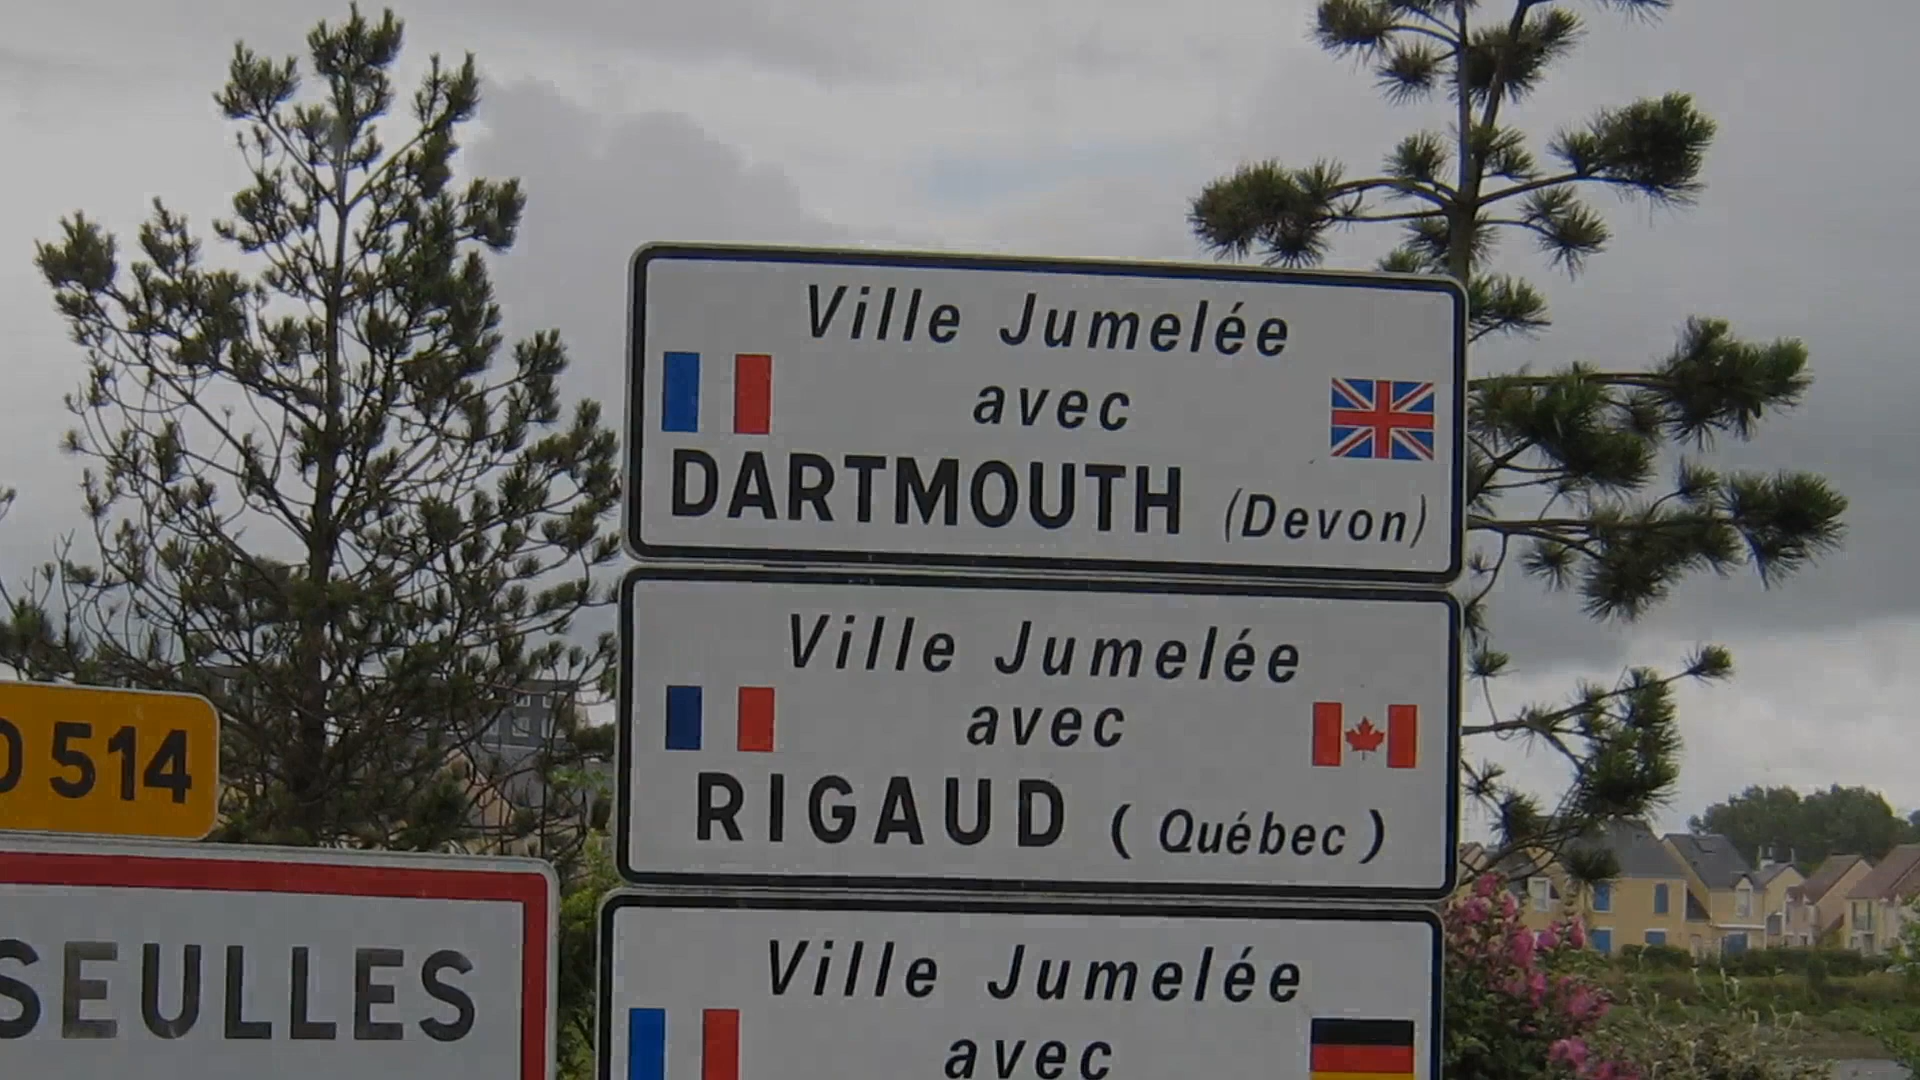 Ville Jumelée
avec
DARTMOUTH (Devon)
Ville Jumelée
avec
RIGAUD (Québec)
Ville Jumelée
avec
514
SEULLES